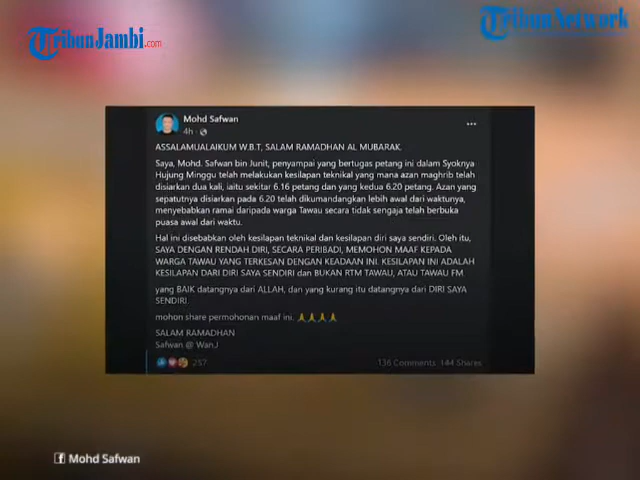 TribunJambi.com
Tribun Network
Mohd Safwan
4h
ASSALAMUALAIKUM W.B.T, SALAM RAMADHAN AL MUBARAK.
Saya, Mohd. Safwan bin Junit, penyampai yang bertugas petang ini dalam Syoknya
Hujung Minggu telah melakukan kesilapan teknikal yang mana azan maghrib telah
disiarkan dua kali, iaitu sekitar 6.16 petang dan yang kedua 6.20 petang. Azan yang
sepatutnya disiarkan pada 6.20 telah dikumandangkan lebih awal dari waktunya,
menyebabkan ramai daripada warga Tawau secara tidak sengaja telah berbuka
puasa awal dari waktu.
Hal ini disebabkan oleh kesilapan teknikal dan kesilapan diri saya sendiri. Oleh itu,
SAYA DENGAN RENDAH DIRI, SECARA PERIBADI, MEMOHON MAAF KEPADA
WARGA TAWAU YANG TERKESAN DENGAN KEADAAN INI. KESILAPAN INI ADALAH
KESILAPAN DARI DIRI SAYA SENDIRI dan BUKAN RTM TAWAU, ATAU TAWAU FM
yang BAIK datangnya dari ALLAH, dan yang kurang itu datangnya dari DIRI SAYA
SENDIRI.
mohon share permohonan maaf ini. 🙏🙏🙏🙏
SALAM RAMADHAN
Safwan @ WanJ
257
136 Comments 144 Shares
Mohd Safwan